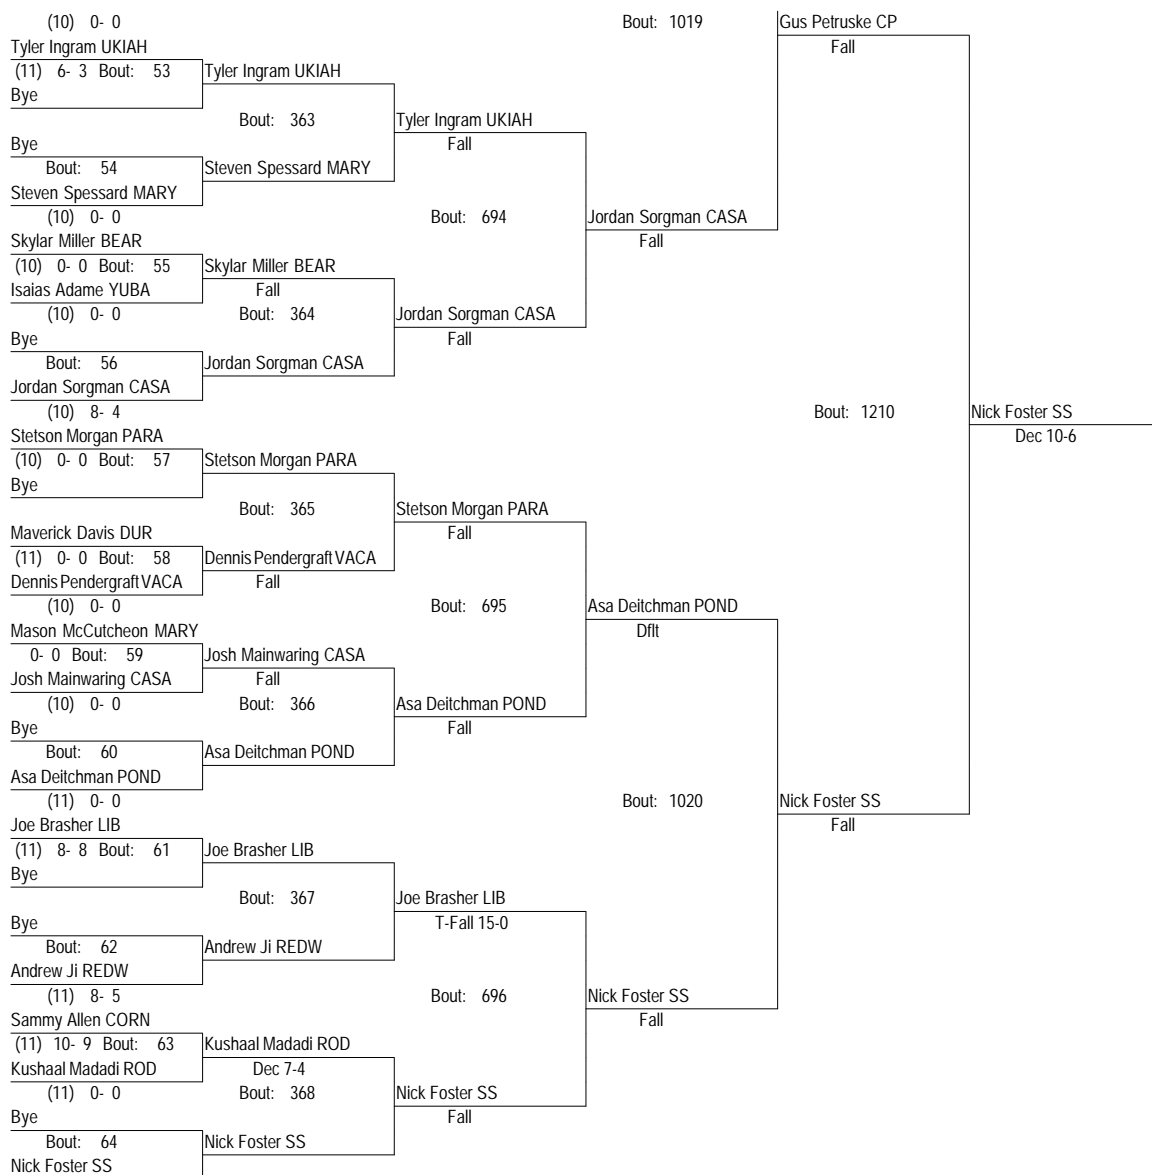 (10) 0- 0 Bout: 1019 Gus Petruske CP
Tyler Ingram UKIAH Fall
(11) 6- 3 Bout: 53 Tyler Ingram UKIAH
Bye
Bout: 363 Tyler Ingram UKIAH
Bye Fall
Bout: 54 Steven Spessard MARY
Steven Spessard MARY
(10) 0- 0 Bout: 694 Jordan Sorgman CASA
Skylar Miller BEAR Fall
(10) 0- 0 Bout: 55 Skylar Miller BEAR
Isaias Adame YUBA Fall
(10) 0- 0 Bout: 364 Jordan Sorgman CASA
Bye Fall
Bout: 56 Jordan Sorgman CASA
Jordan Sorgman CASA
(10) 8- 4 Bout: 1210 Nick Foster SS
Stetson Morgan PARA Dec 10-6
(10) 0- 0 Bout: 57 Stetson Morgan PARA
Bye
Bout: 365 Stetson Morgan PARA
Maverick Davis DUR Fall
(11) 0- 0 Bout: 58 Dennis Pendergraft VACA
Dennis Pendergraft VACA Fall
(10) 0- 0 Bout: 695 Asa Deitchman POND
Mason McCutcheon MARY Dflt
0- 0 Bout: 59 Josh Mainwaring CASA
Josh Mainwaring CASA Fall
(10) 0- 0 Bout: 366 Asa Deitchman POND
Bye Fall
Bout: 60 Asa Deitchman POND
Asa Deitchman POND
(11) 0- 0 Bout: 1020 Nick Foster SS
Joe Brasher LIB Fall
(11) 8- 8 Bout: 61 Joe Brasher LIB
Bye
Bout: 367 Joe Brasher LIB
Bye T-Fall 15-0
Bout: 62 Andrew Ji REDW
Andrew Ji REDW
(11) 8- 5 Bout: 696 Nick Foster SS
Sammy Allen CORN Fall
(11) 10- 9 Bout: 63 Kushaal Madadi ROD
Kushaal Madadi ROD Dec 7-4
(11) 0- 0 Bout: 368 Nick Foster SS
Bye Fall
Bout: 64 Nick Foster SS
Nick Foster SS